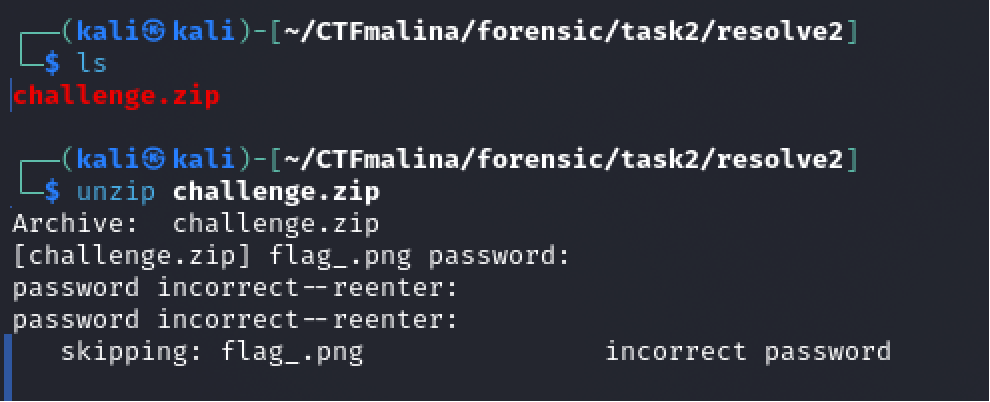 ┌──(kali㉿kali)-[~/CTFmalina/forensic/task2/resolve2]
└─$ ls
challenge.zip
┌──(kali㉿kali)-[~/CTFmalina/forensic/task2/resolve2]
└─$ unzip challenge.zip
Archive:  challenge.zip
[challenge.zip] flag_.png password:
password incorrect--reenter:
password incorrect--reenter:
   skipping: flag_.png               incorrect password